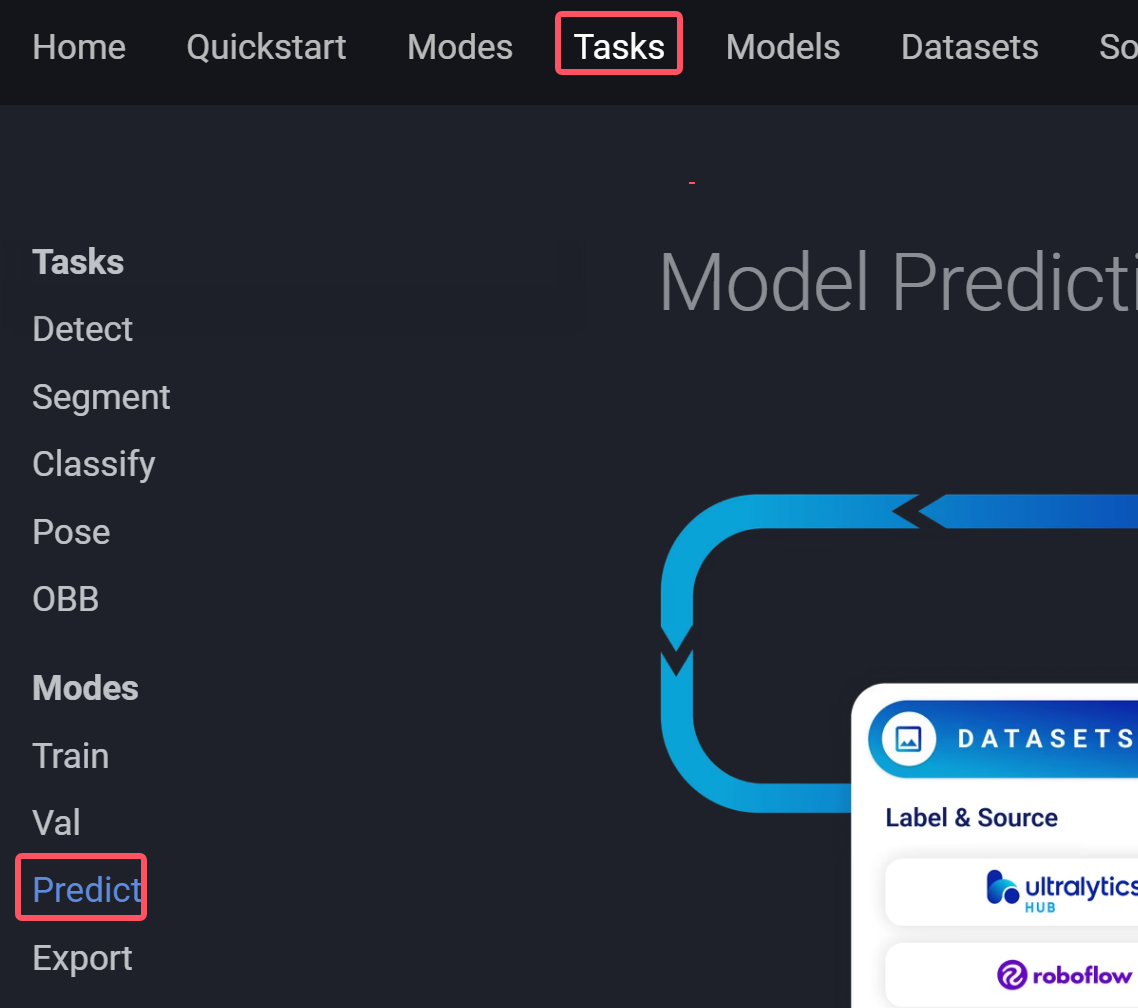 Home Quickstart Modes Tasks Models Datasets So
Tasks
Detect
Segment
Classify
Pose
OBB
Modes
Train
Val
Predict
Export
Model Predicti
DATASETS
Label & Source
ultralytics
HUB
roboflow